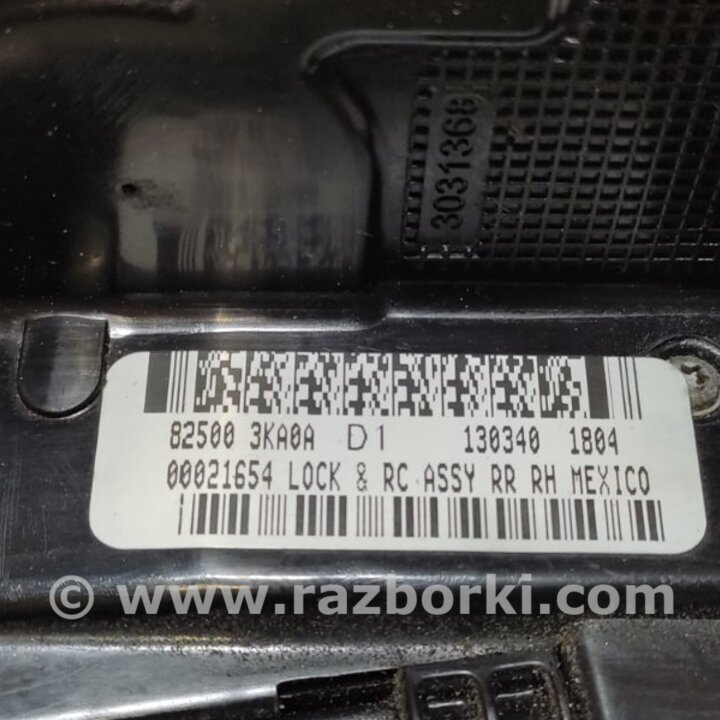 3031368
82500 3KA0A D1 130340 1804
00021654 LOCK & RC ASSY RR RH MEXICO
© www.razborki.com